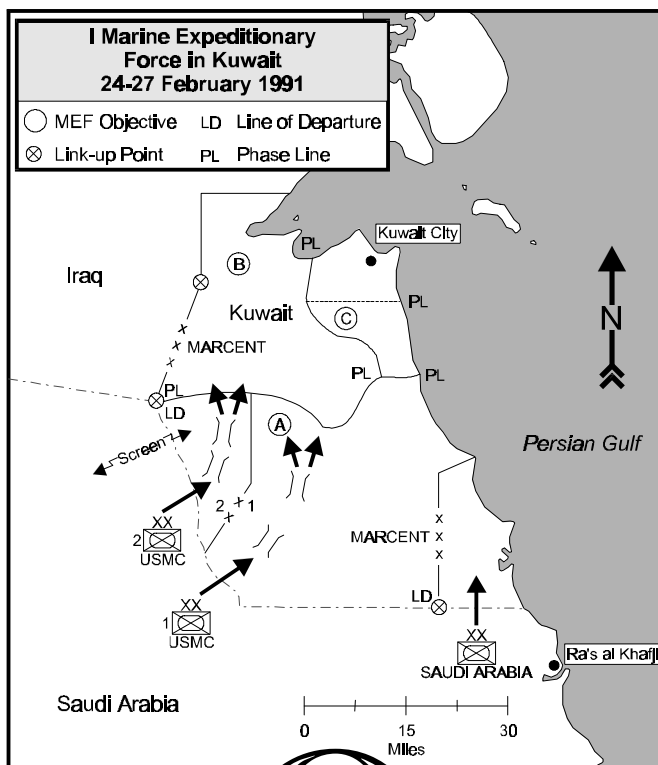 I Marine Expeditionary
Force in Kuwait
24-27 February 1991
MEF Objective LD Line of Departure
Link-up Point PL Phase Line
Kuwait City
PL
B
Iraq
PL
Kuwait
C
N
MARCENT
PL PL
PL
LD
A
Screen
Persian Gulf
2 1
XX
2
USMC
MARCENT
XX
1
USMC
LD
XX
SAUDI ARABIA
Ra's al Khafji
Saudi Arabia
0 15 30
Miles